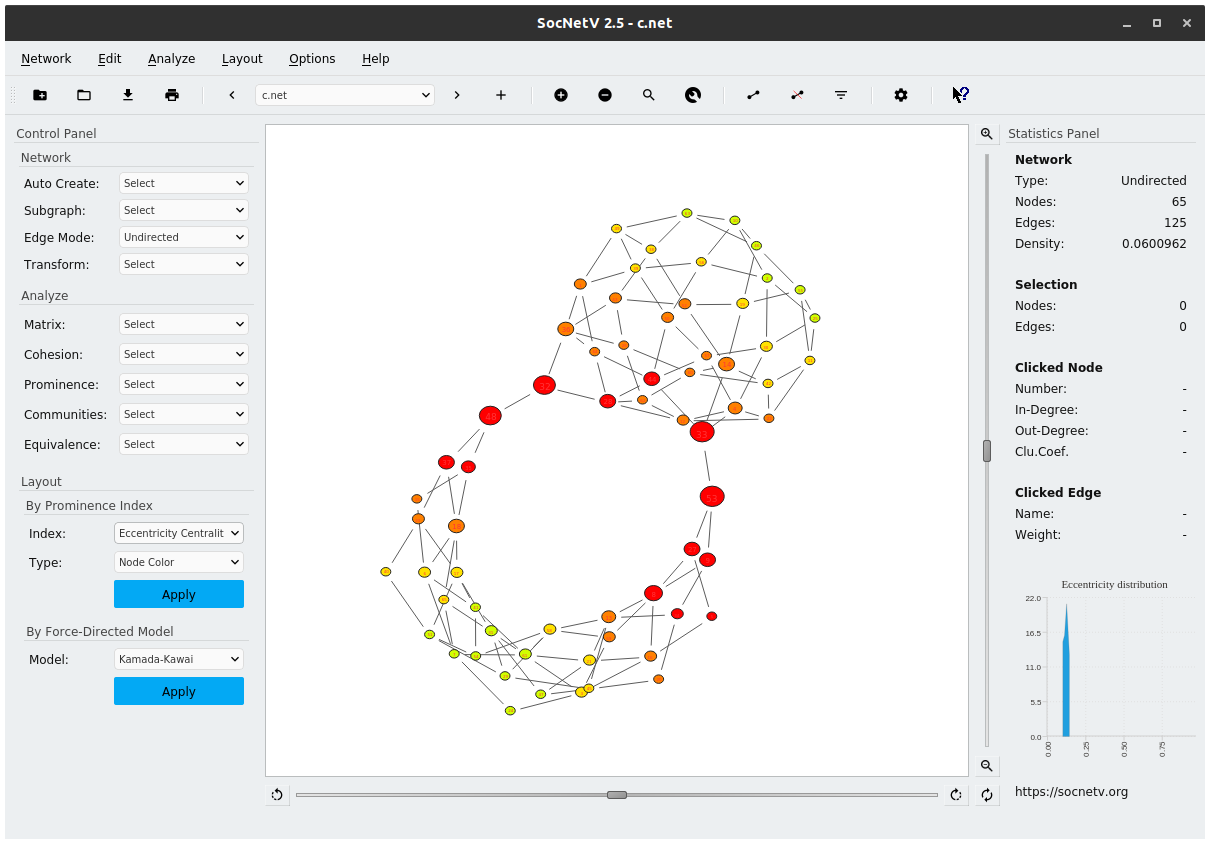 SocNetV 2.5 - c.net
Network Edit Analyze Layout Options Help
c.net
Control Panel
Network
Auto Create: Select
Subgraph: Select
Edge Mode: Undirected
Transform: Select
Analyze
Matrix: Select
Cohesion: Select
Prominence: Select
Communities: Select
Equivalence: Select
Layout
By Prominence Index
Index: Eccentricity Centralit
Type: Node Color
Apply
By Force-Directed Model
Model: Kamada-Kawai
Apply
Statistics Panel
Network
Type: Undirected
Nodes: 65
Edges: 125
Density: 0.0600962
Selection
Nodes: 0
Edges: 0
Clicked Node
Number: -
In-Degree: -
Out-Degree: -
Clu.Coef. -
Clicked Edge
Name: -
Weight: -
Eccentricity distribution
22.0
16.5
11.0
5.5
0.0
0.00 0.25 0.50 0.75
https://socnetv.org